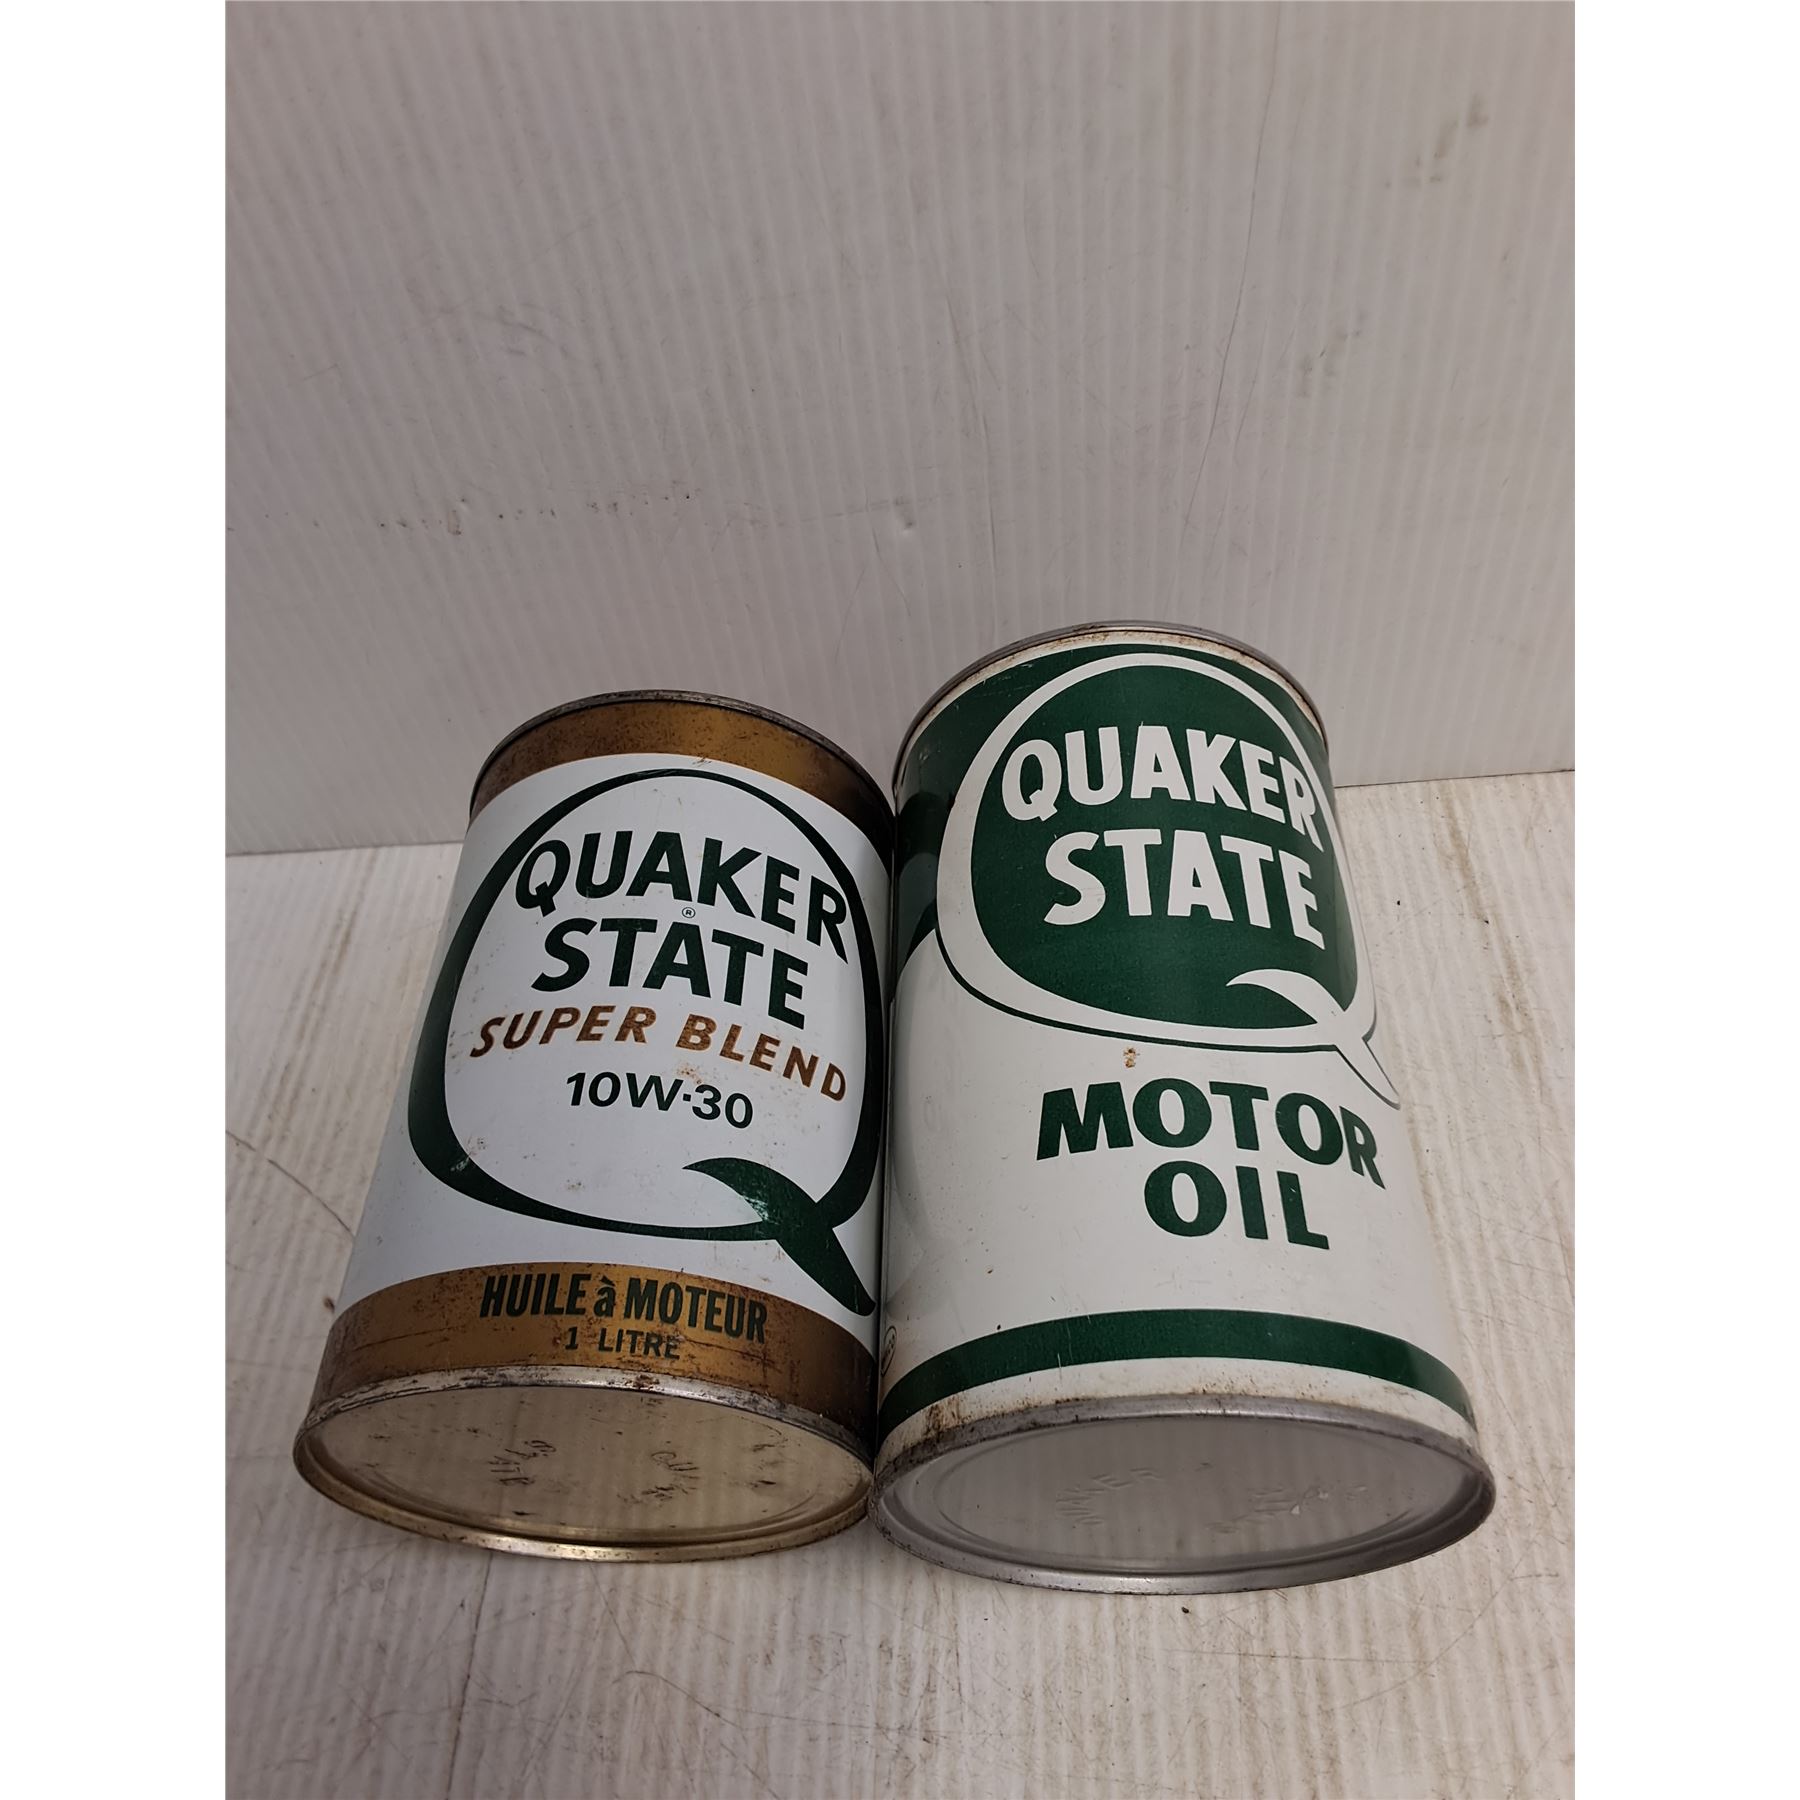 QUAKER
STATE
®
SUPER BLEND
10W-30
HUILE à MOTEUR
1 LITRE
QUAKER
STATE
MOTOR
OIL